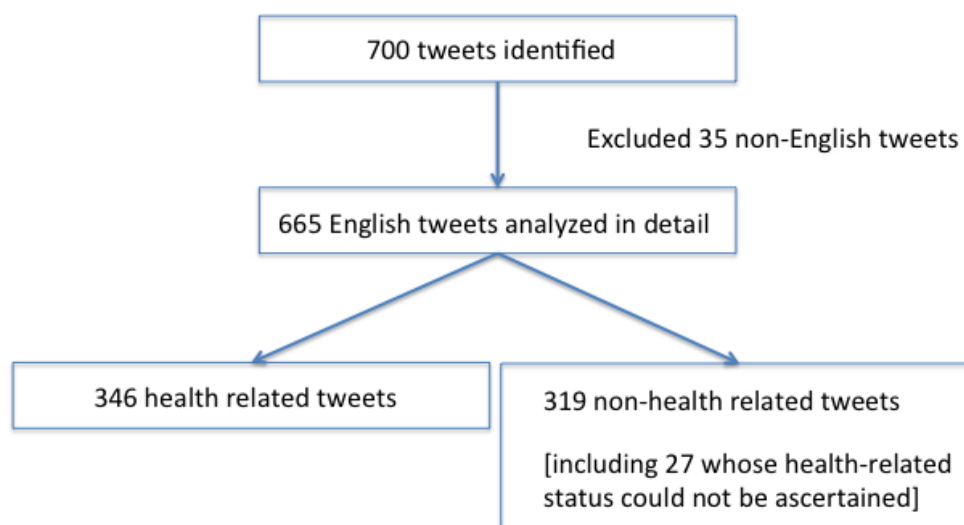 700 tweets identified
Excluded 35 non-English tweets
665 English tweets analyzed in detail
346 health related tweets
319 non-health related tweets
[including 27 whose health-related
status could not be ascertained]